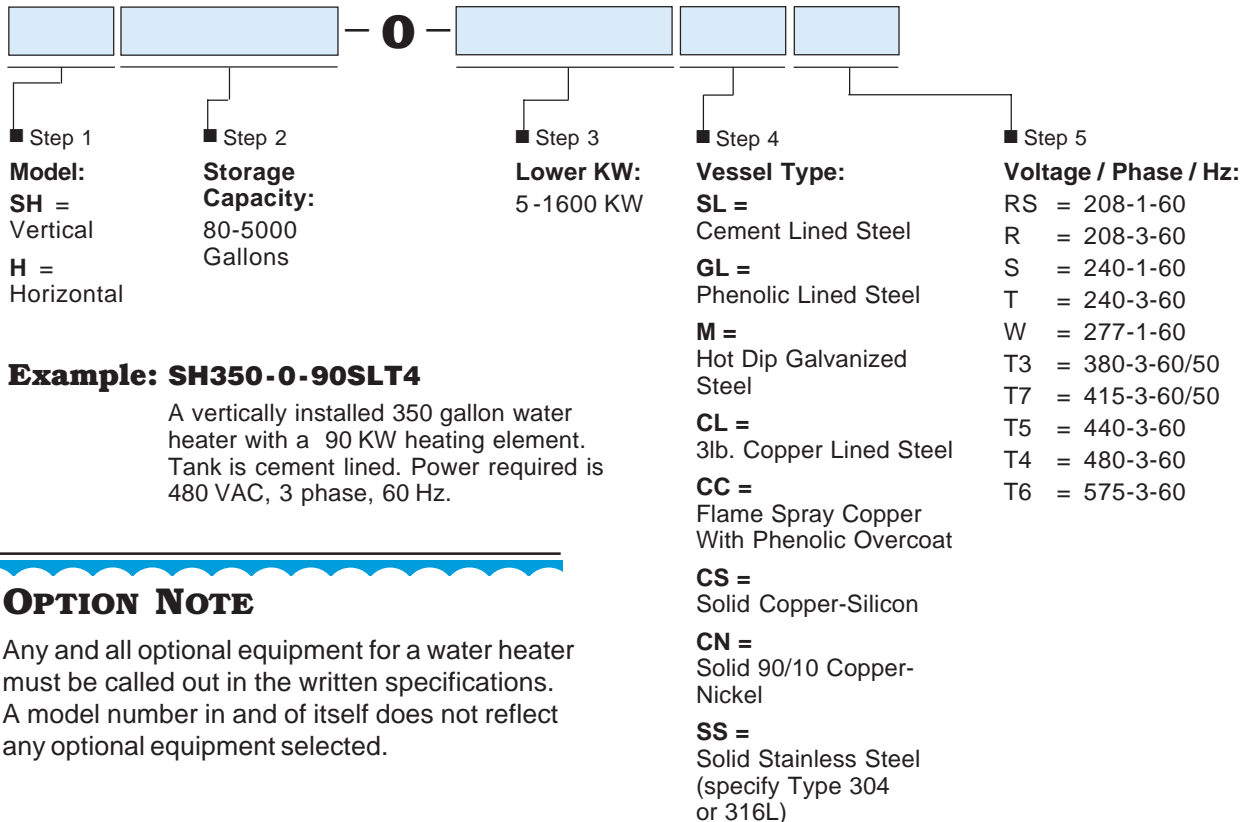 – 0 –
■ Step 1
Model:
SH =
Vertical
H =
Horizontal
■ Step 2
Storage
Capacity:
80-5000
Gallons
■ Step 3
Lower KW:
5-1600 KW
■ Step 4
Vessel Type:
SL =
Cement Lined Steel
GL =
Phenolic Lined Steel
M =
Hot Dip Galvanized
Steel
CL =
3lb. Copper Lined Steel
CC =
Flame Spray Copper
With Phenolic Overcoat
CS =
Solid Copper-Silicon
CN =
Solid 90/10 Copper-
Nickel
SS =
Solid Stainless Steel
(specify Type 304
or 316L)
■ Step 5
Voltage / Phase / Hz:
RS = 208-1-60
R = 208-3-60
S = 240-1-60
T = 240-3-60
W = 277-1-60
T3 = 380-3-60/50
T7 = 415-3-60/50
T5 = 440-3-60
T4 = 480-3-60
T6 = 575-3-60
Example: SH350-0-90SLT4
A vertically installed 350 gallon water
heater with a 90 KW heating element.
Tank is cement lined. Power required is
480 VAC, 3 phase, 60 Hz.
OPTION NOTE
Any and all optional equipment for a water heater
must be called out in the written specifications.
A model number in and of itself does not reflect
any optional equipment selected.